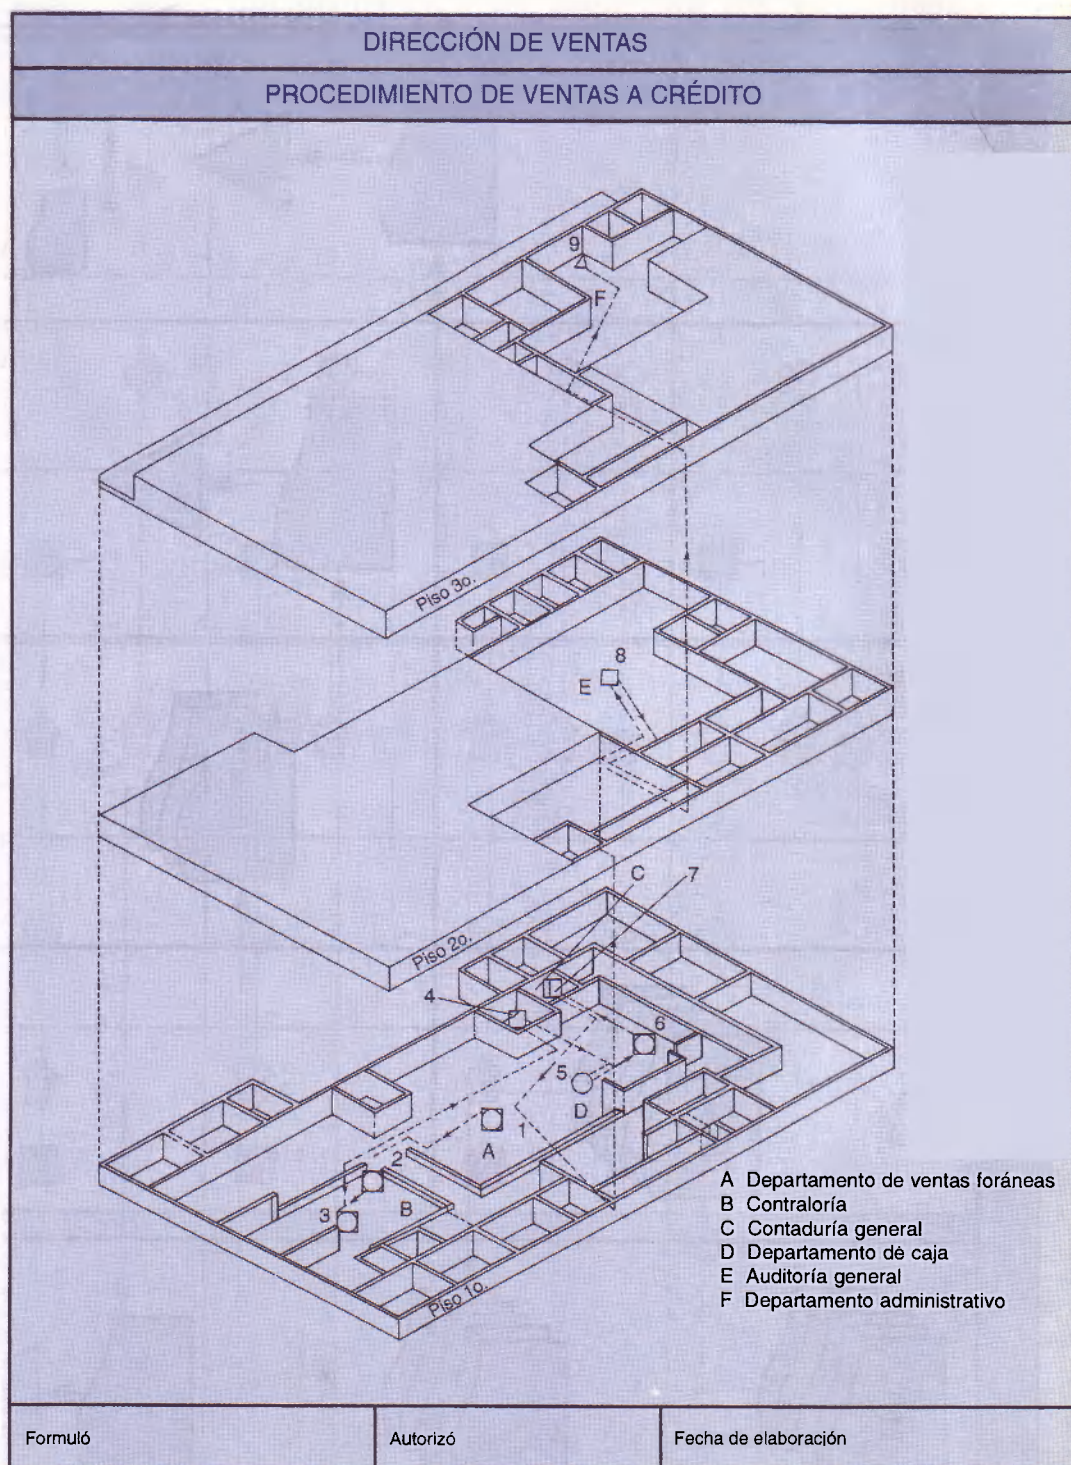 DIRECCIÓN DE VENTAS
PROCEDIMIENTO DE VENTAS A CRÉDITO
9
F
Piso 3o.
8
E
C
7
Piso 2o.
4
6
5
D
A
1
2
3
B
Piso 1o.
A Departamento de ventas foráneas
B Contraloría
C Contaduría general
D Departamento de caja
E Auditoría general
F Departamento administrativo
Formuló
Autorizó
Fecha de elaboración